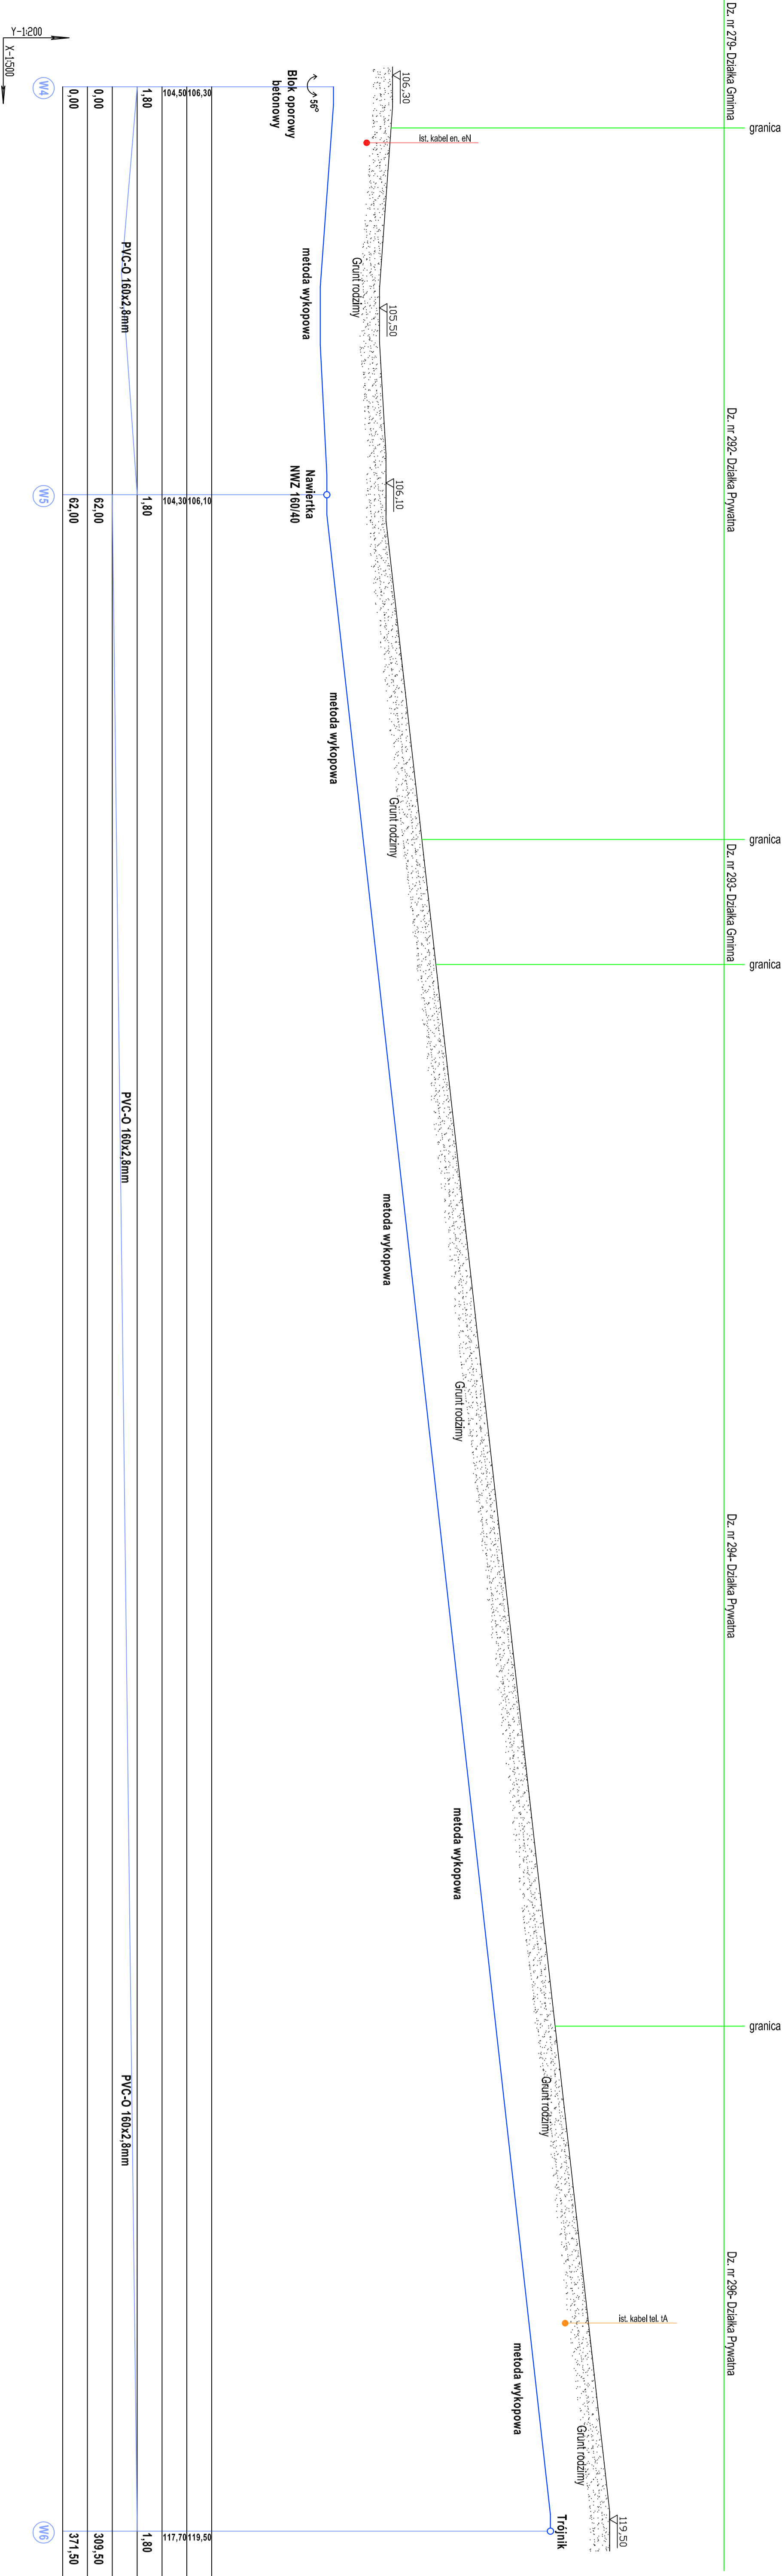 Dz. nr 279- Działka Gminna
Dz. nr 292- Działka Prywatna
Dz. nr 293- Działka Gminna
Dz. nr 294- Działka Prywatna
Dz. nr 296- Działka Prywatna
granica
granica
granica
granica
106,30
105,50
106,10
119,50
ist. kabel en. eN
ist. kabel tel. tA
Grunt rodzimy
Grunt rodzimy
Grunt rodzimy
Grunt rodzimy
Grunt rodzimy
56°
Blok oporowy
betonowy
metoda wykopowa
Nawiertka
NWZ 160/40
metoda wykopowa
metoda wykopowa
metoda wykopowa
metoda wykopowa
Trójnik
106,30
106,10
119,50
104,50
104,30
117,70
1,80
1,80
1,80
PVC-O 160x2,8mm
PVC-O 160x2,8mm
PVC-O 160x2,8mm
0,00
62,00
309,50
0,00
62,00
371,50
W4
W5
W6
Y-1:200
X-1:500